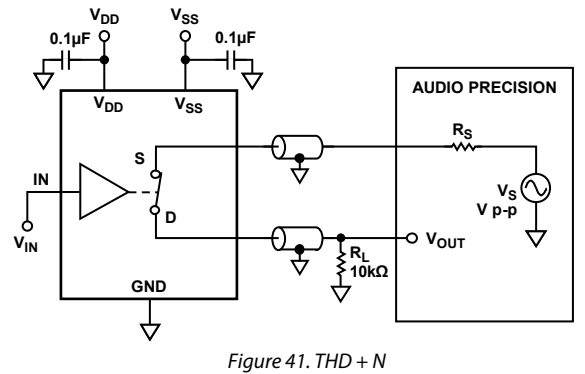 VDD
VSS
0.1µF
0.1µF
VDD
VSS
AUDIO PRECISION
RS
S
IN
VS
V p-p
D
VIN
VOUT
RL
10kΩ
GND
Figure 41. THD + N